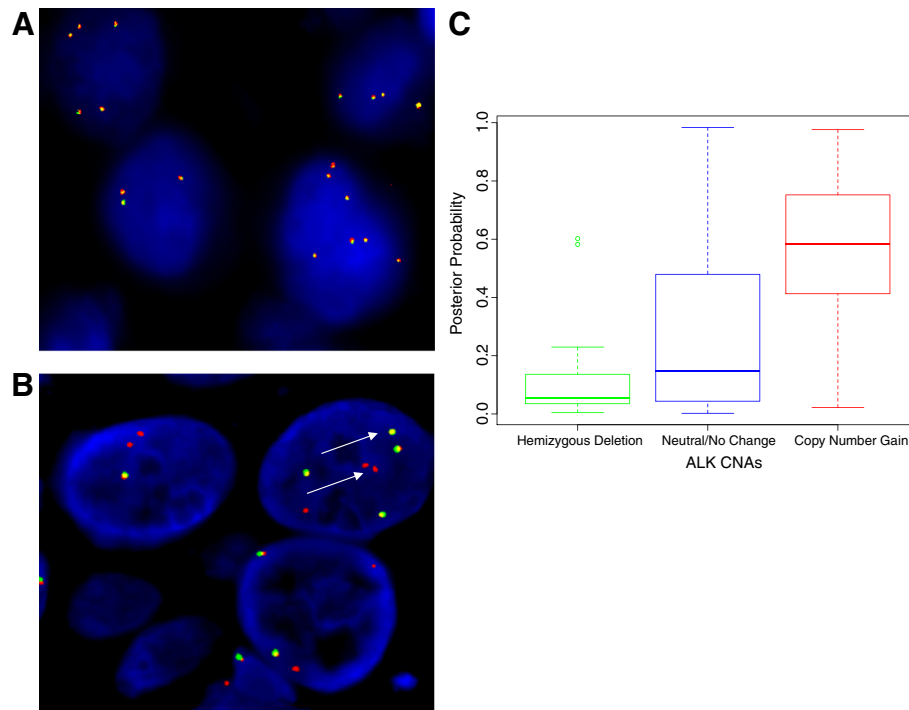 A
B
C
Posterior Probability
1.0
0.8
0.6
0.4
0.2
0.0
Hemizygous Deletion
Neutral/No Change
Copy Number Gain
ALK CNAs